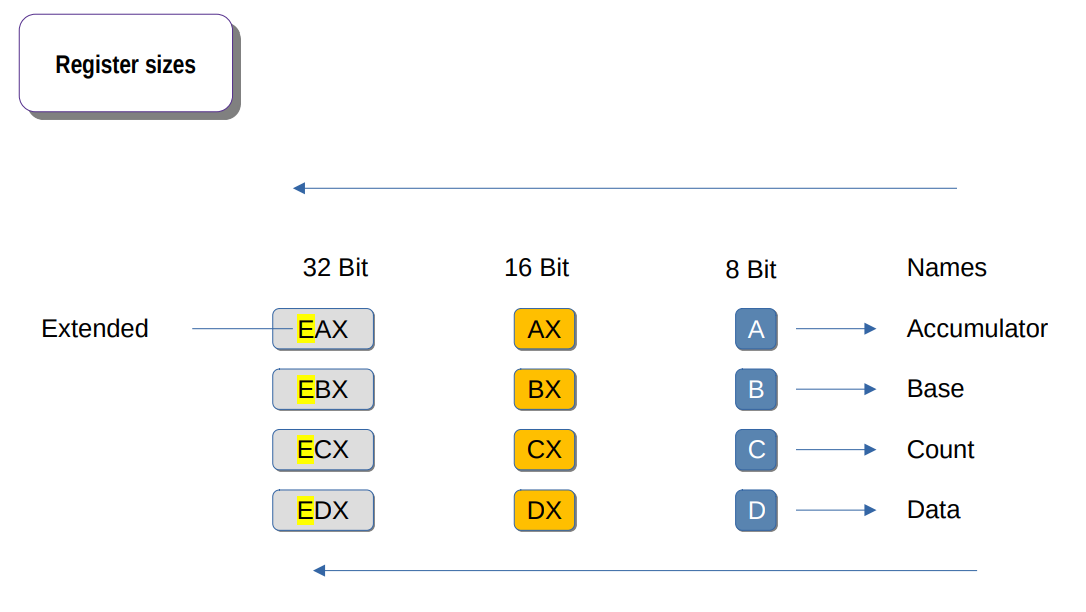 Register sizes
32 Bit 16 Bit 8 Bit Names
Extended EAX AX A Accumulator
EBX BX B Base
ECX CX C Count
EDX DX D Data